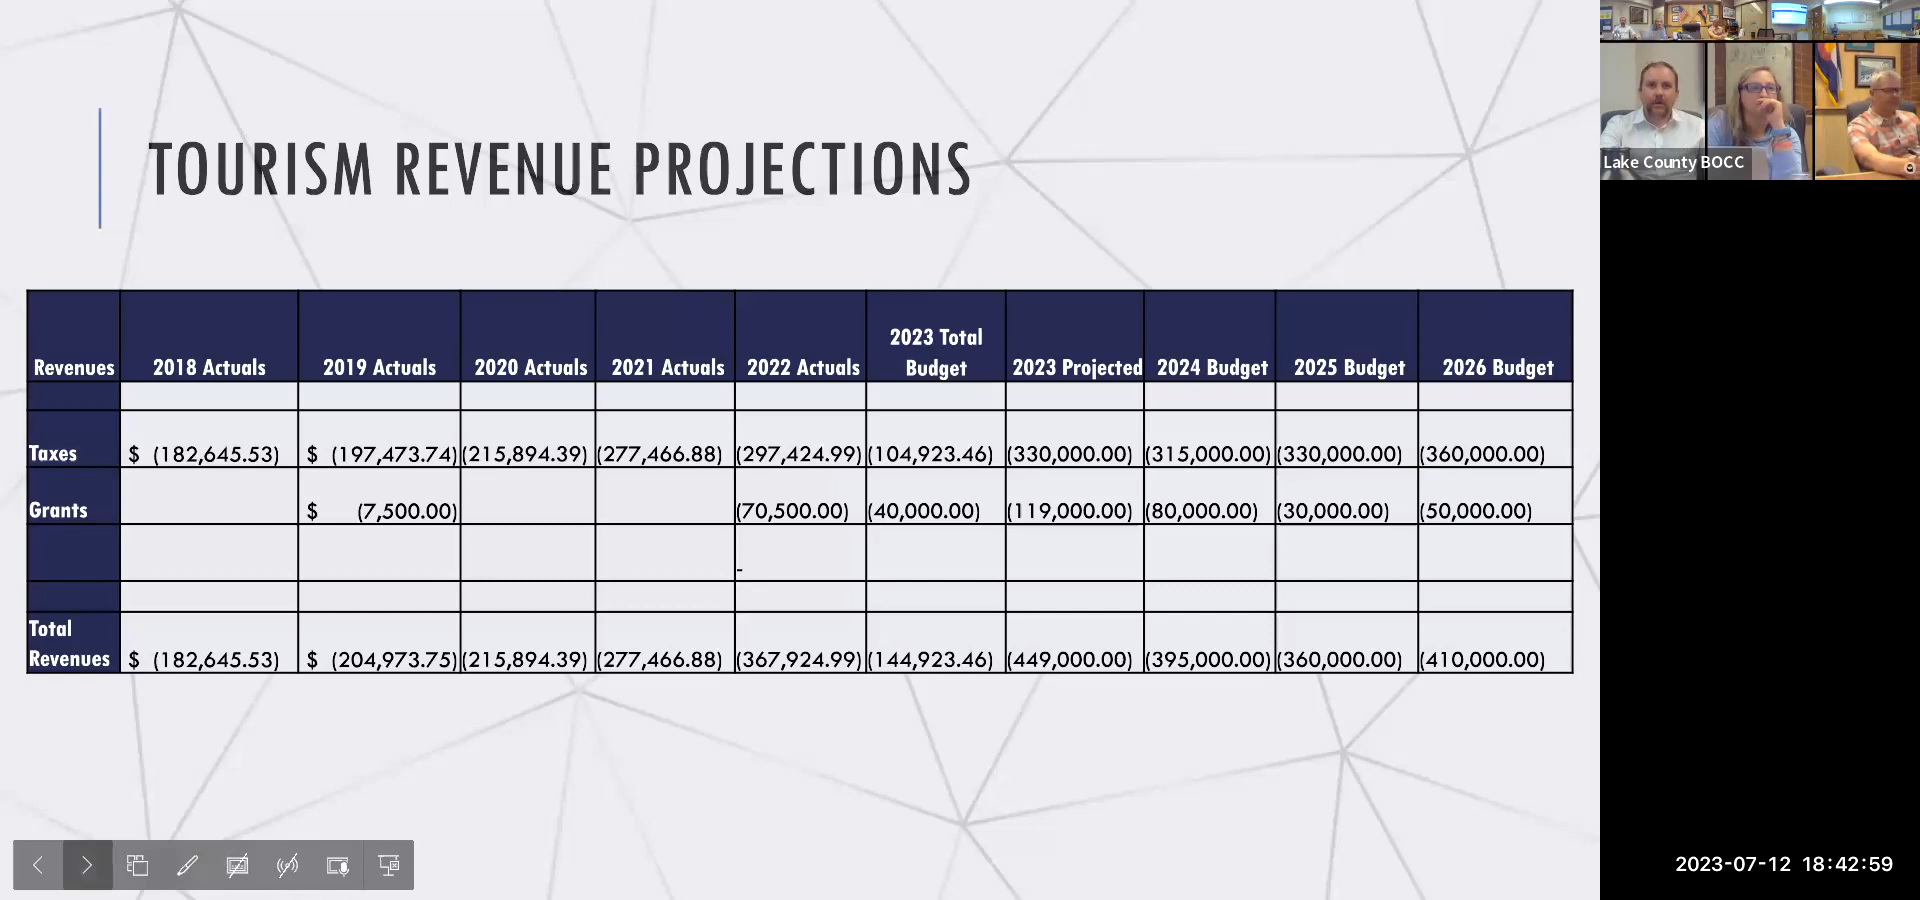 TOURISM REVENUE PROJECTIONS
Lake County BOCC
2023 Total
Revenues 2018 Actuals 2019 Actuals 2020 Actuals 2021 Actuals 2022 Actuals Budget 2023 Projected 2024 Budget 2025 Budget 2026 Budget
Taxes $ (182,645.53) $ (197,473.74) (215,894.39) (277,466.88) (297,424.99) (104,923.46) (330,000.00) (315,000.00) (330,000.00) (360,000.00)
Grants $ (7,500.00) (70,500.00) (40,000.00) (119,000.00) (80,000.00) (30,000.00) (50,000.00)
-
Total
Revenues $ (182,645.53) $ (204,973.75) (215,894.39) (277,466.88) (367,924.99) (144,923.46) (449,000.00) (395,000.00) (360,000.00) (410,000.00)
2023-07-12 18:42:59